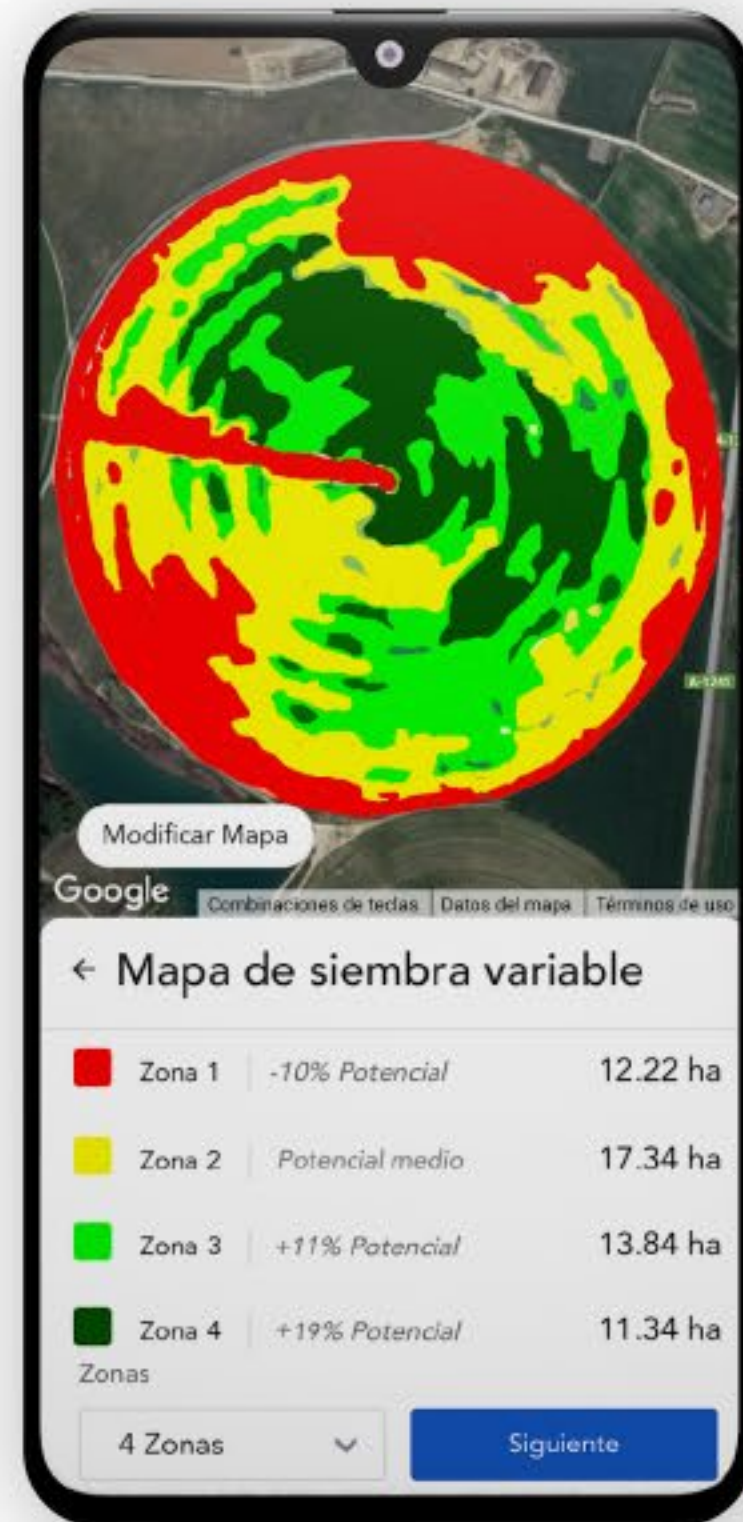 A-1241
Modificar Mapa
Google
Combinaciones de teclas
Datos del mapa
Términos de uso
← Mapa de siembra variable
Zona 1 -10% Potencial 12.22 ha
Zona 2 Potencial medio 17.34 ha
Zona 3 +11% Potencial 13.84 ha
Zona 4 +19% Potencial 11.34 ha
Zonas
4 Zonas
Siguiente